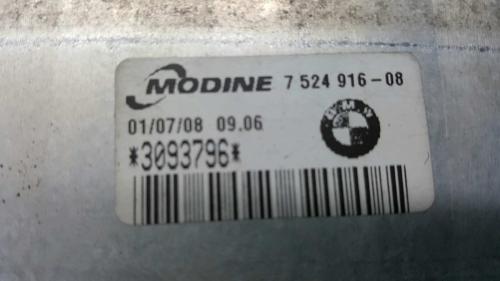 MODINE 7 524 916-08
01/07/08 09.06
BMW
*3093796*